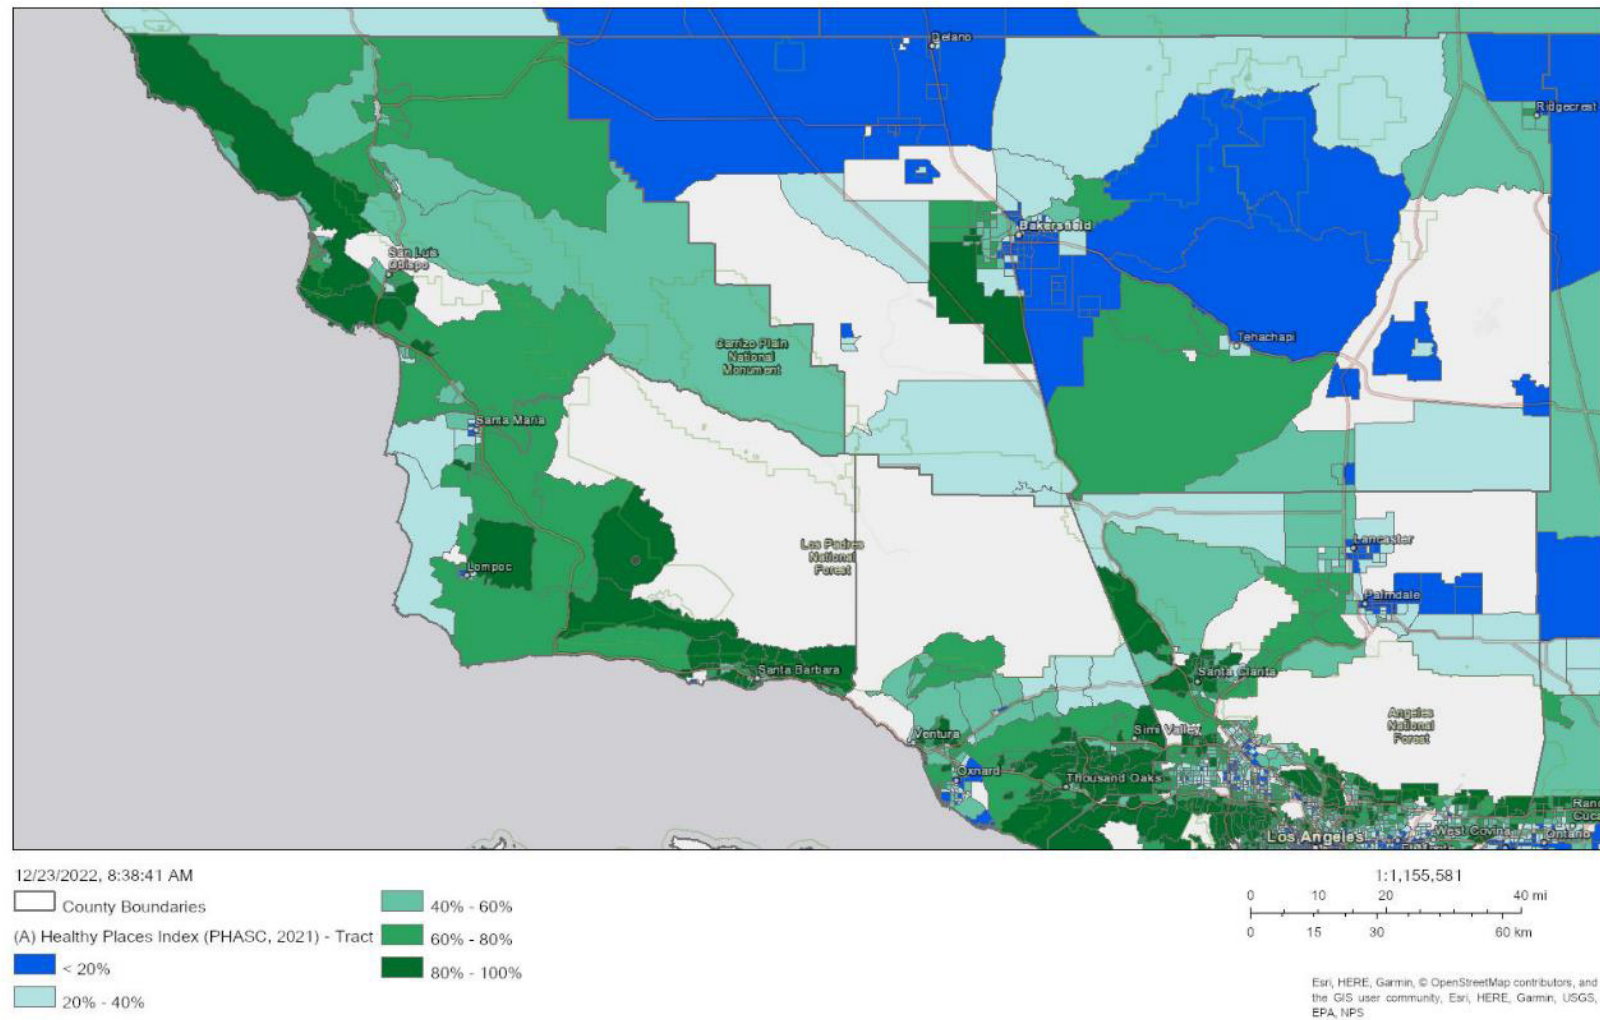 Delano
Ridgecrest
Bakersfield
San Luis
Obispo
Tehachapi
Carrizo Plain
National
Monument
Santa Maria
Lancaster
Los Padres
National
Forest
Lompoc
Palmdale
Santa Barbara
Santa Clarita
Angeles
National
Forest
Ventura
Simi Valley
Oxnard
Thousand Oaks
Los Angeles
West Covina
Ontario
12/23/2022, 8:38:41 AM
County Boundaries
(A) Healthy Places Index (PHASC, 2021) - Tract
< 20%
20% - 40%
40% - 60%
60% - 80%
80% - 100%
1:1,155,581
0 10 20 40 mi
0 15 30 60 km
Esri, HERE, Garmin, © OpenStreetMap contributors, and
the GIS user community, Esri, HERE, Garmin, USGS,
EPA, NPS